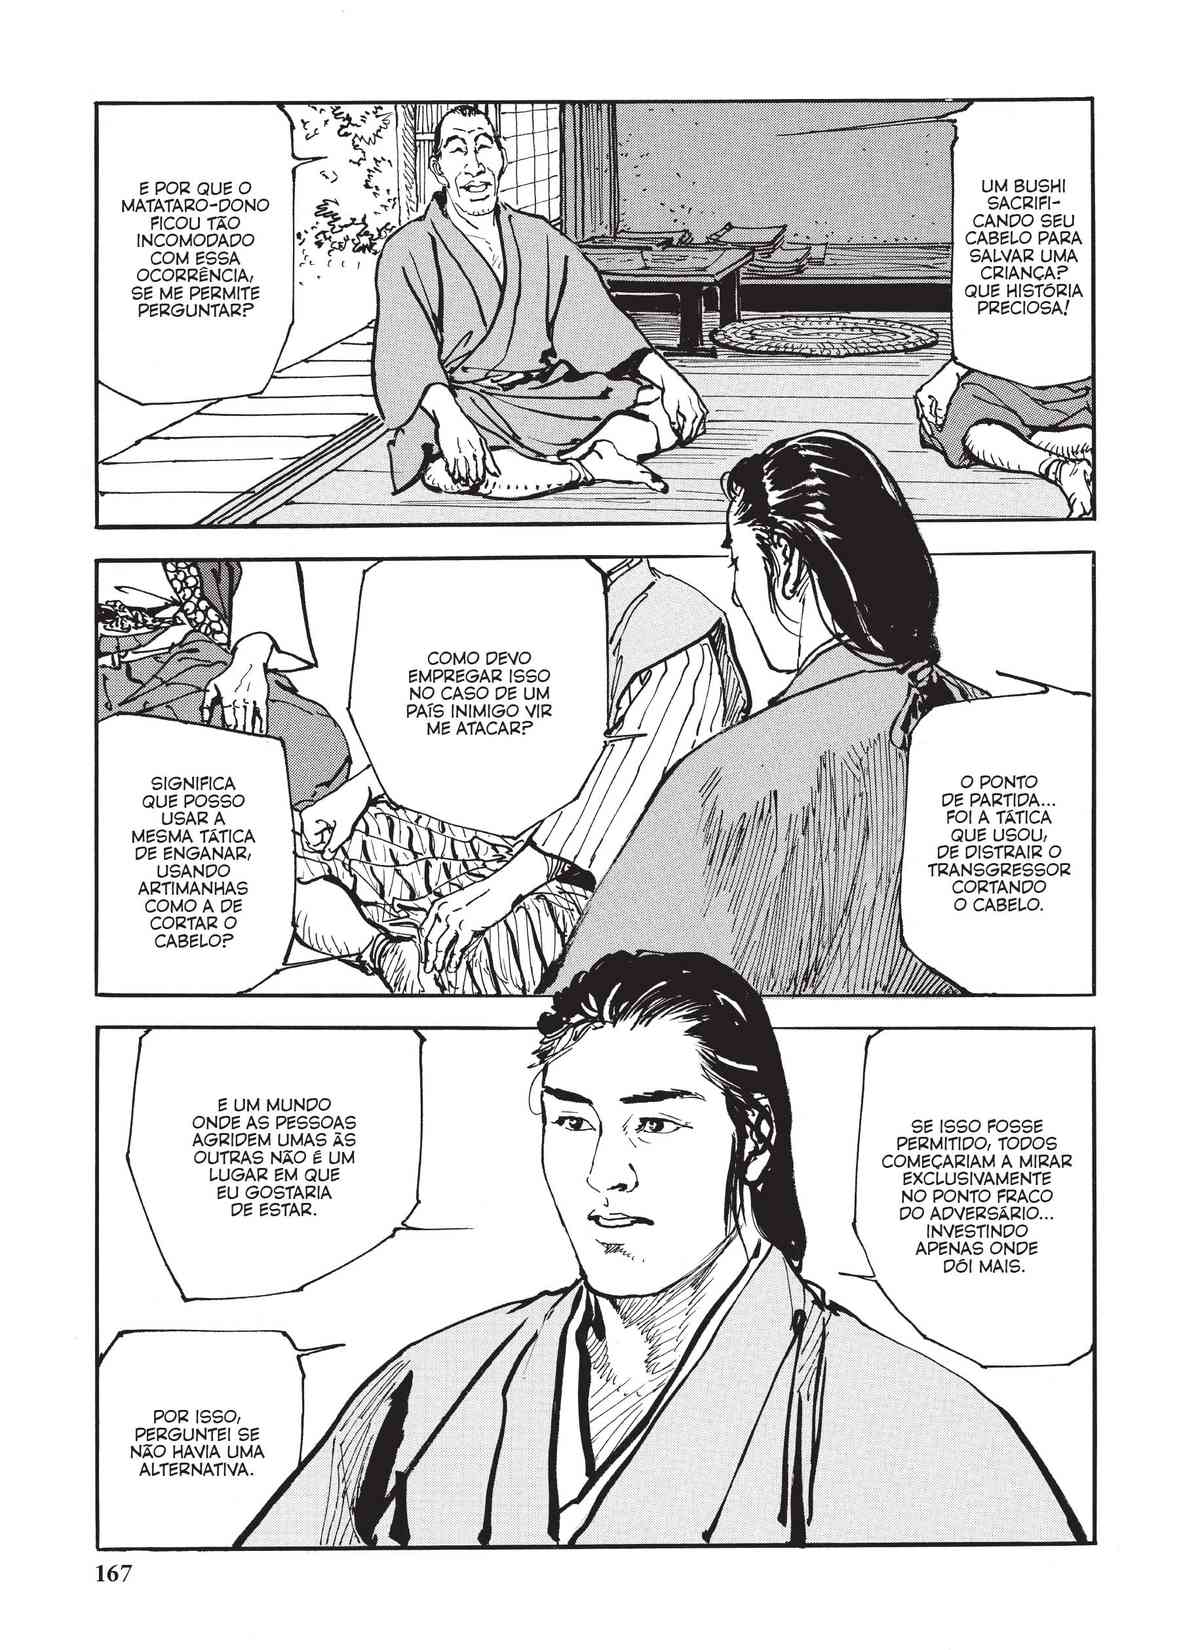 UM BUSHI
SACRIFI-
CANDO SEU
CABELO PARA
SALVAR UMA
CRIANÇA?
QUE HISTÓRIA
PRECIOSA!
E POR QUE O
MATATARO-DONO
FICOU TÃO
INCOMODADO
COM ESSA
OCORRÊNCIA,
SE ME PERMITE
PERGUNTAR?
O PONTO
DE PARTIDA...
FOI A TÁTICA
QUE USOU,
DE DISTRAIR O
TRANSGRESSOR
CORTANDO
O CABELO.
COMO DEVO
EMPREGAR ISSO
NO CASO DE UM
PAÍS INIMIGO VIR
ME ATACAR?
SIGNIFICA
QUE POSSO
USAR A
MESMA TÁTICA
DE ENGANAR,
USANDO
ARTIMANHAS
COMO A DE
CORTAR O
CABELO?
SE ISSO FOSSE
PERMITIDO, TODOS
COMEÇARIAM A MIRAR
EXCLUSIVAMENTE
NO PONTO FRACO
DO ADVERSÁRIO...
INVESTINDO
APENAS ONDE
DÓI MAIS.
E UM MUNDO
ONDE AS PESSOAS
AGRIDEM UMAS ÀS
OUTRAS NÃO É UM
LUGAR EM QUE
EU GOSTARIA
DE ESTAR.
POR ISSO,
PERGUNTEI SE
NÃO HAVIA UMA
ALTERNATIVA.
167